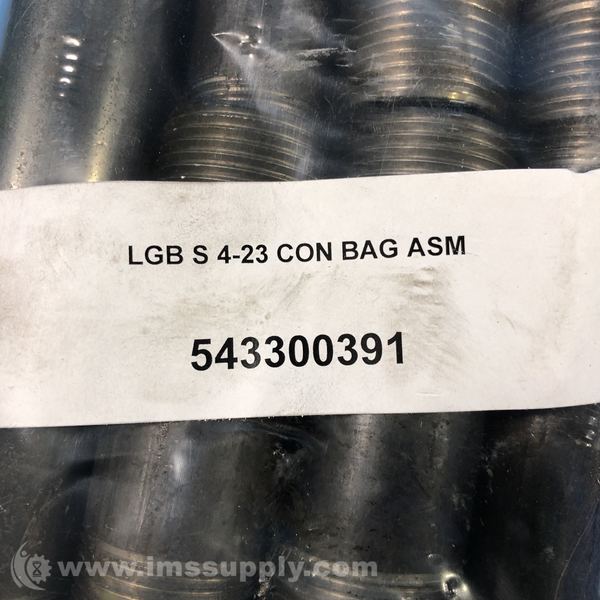 LGB S 4-23 CON BAG ASM
543300391
www.imssupply.com